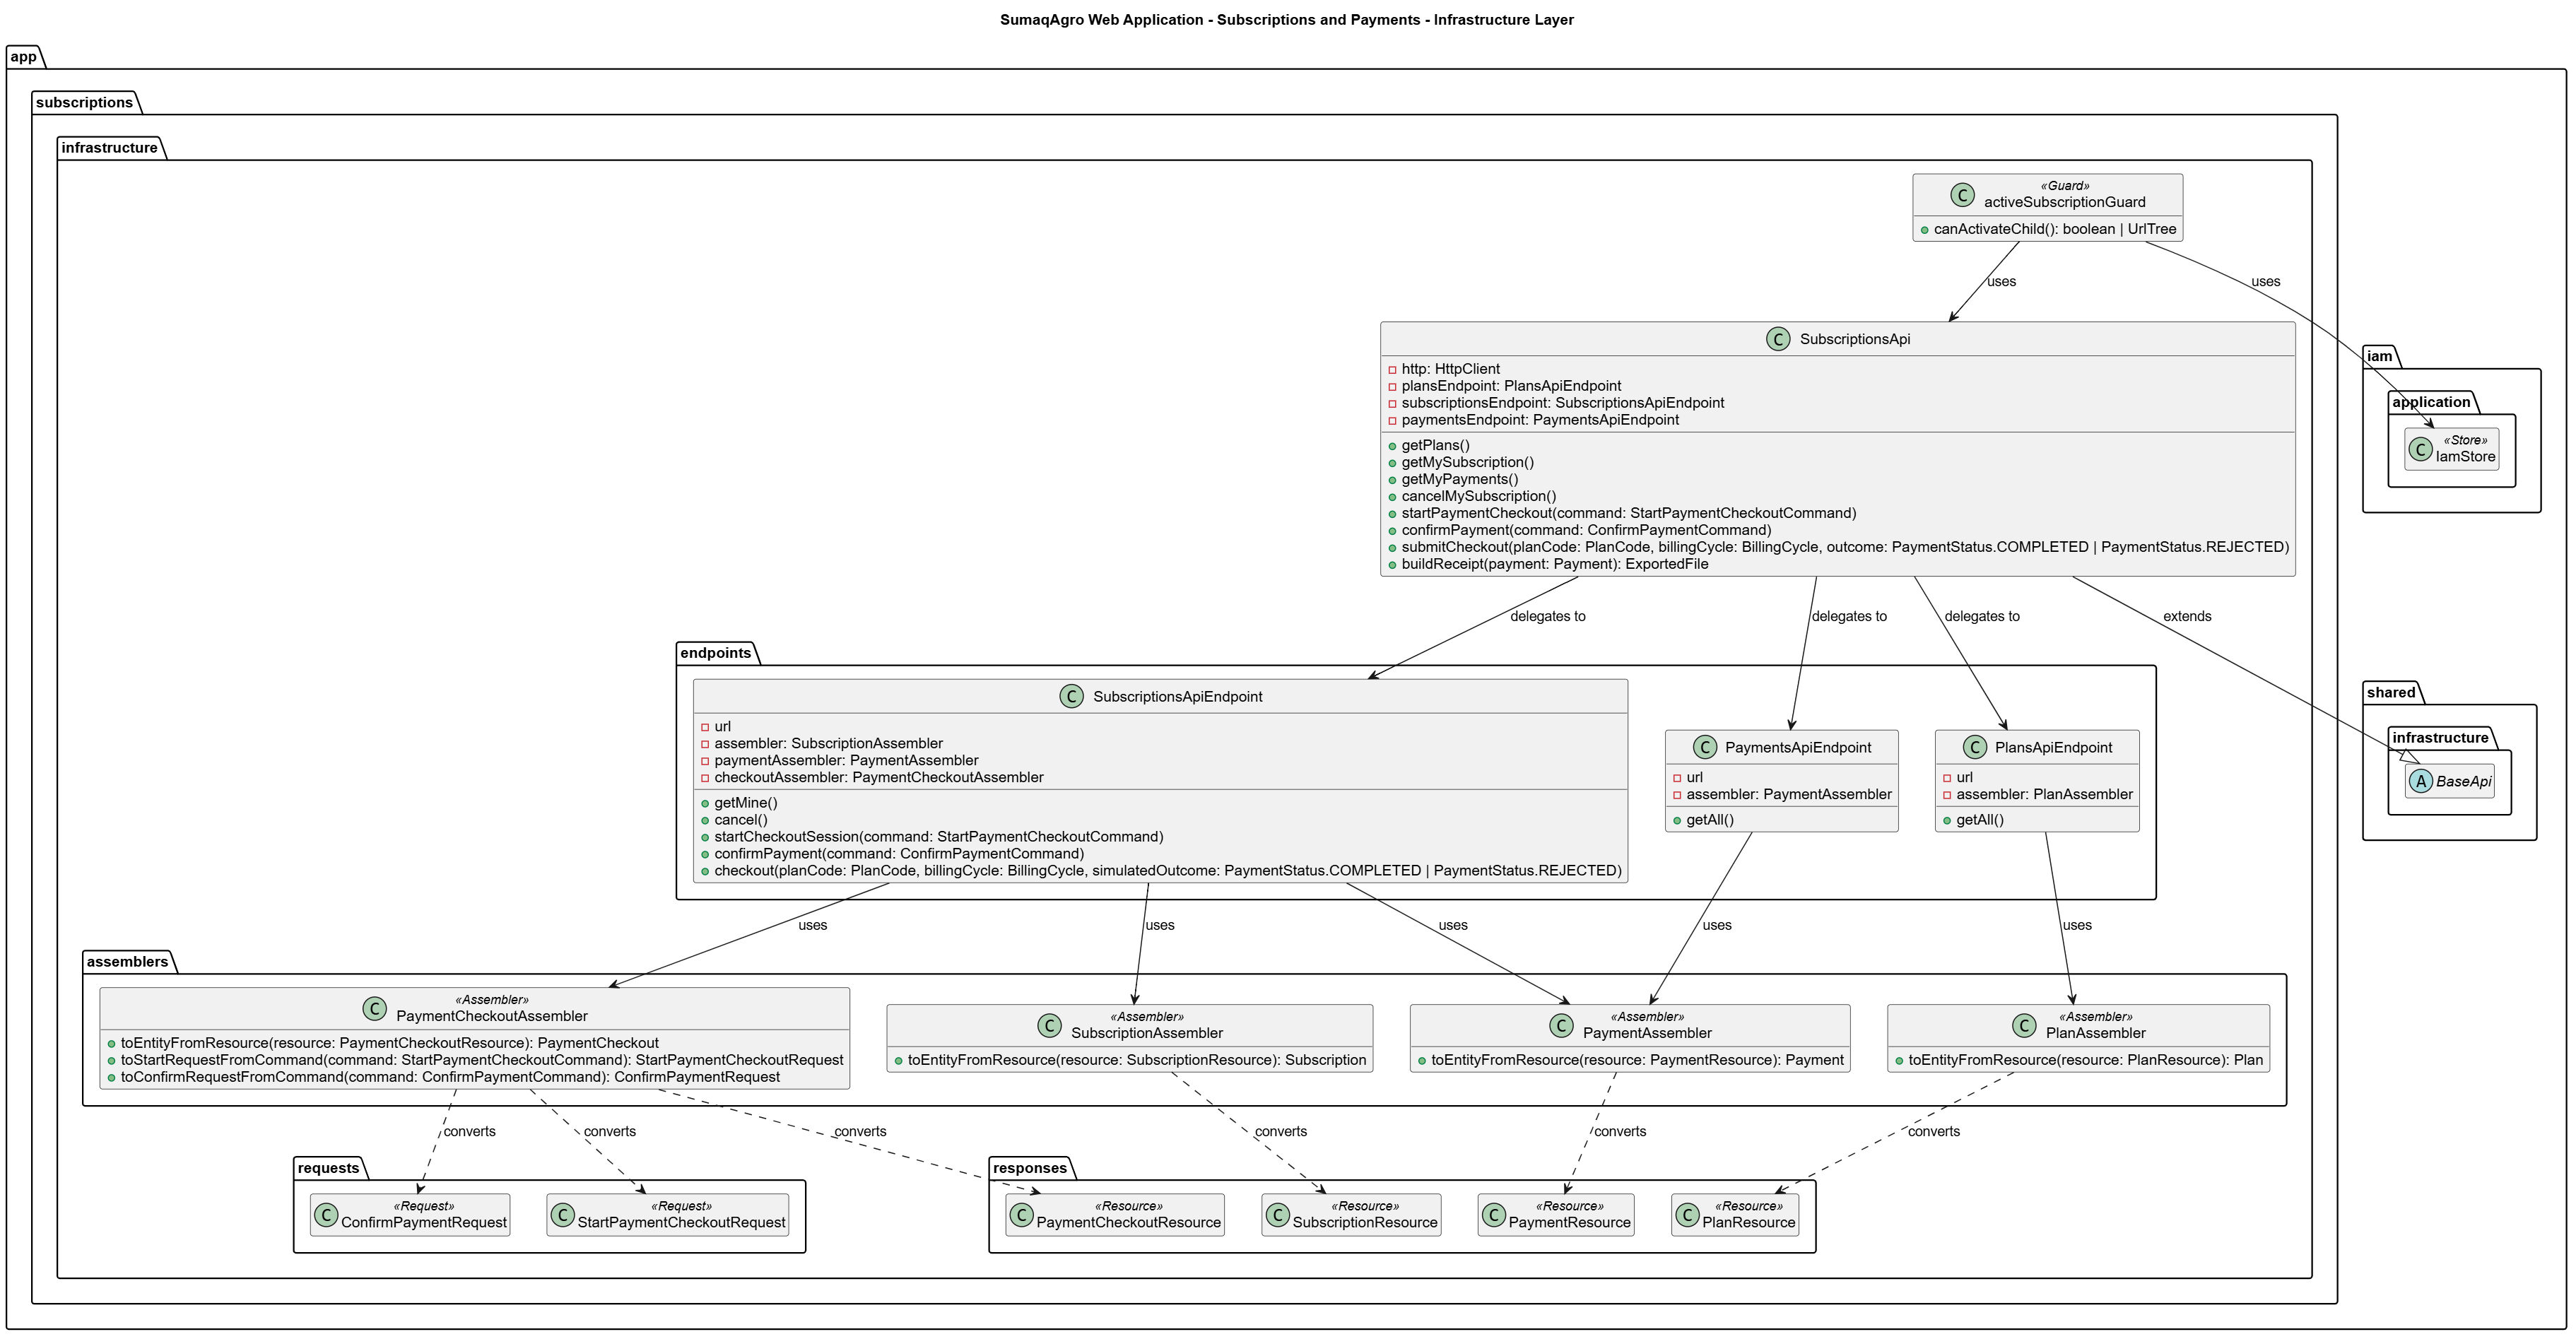 SumaqAgro Web Application - Subscriptions and Payments - Infrastructure Layer
app
subscriptions
infrastructure
«Guard»
activeSubscriptionGuard
canActivateChild(): boolean | UrlTree
uses
uses
SubscriptionsApi
http: HttpClient
plansEndpoint: PlansApiEndpoint
subscriptionsEndpoint: SubscriptionsApiEndpoint
paymentsEndpoint: PaymentsApiEndpoint
getPlans()
getMySubscription()
getMyPayments()
cancelMySubscription()
startPaymentCheckout(command: StartPaymentCheckoutCommand)
confirmPayment(command: ConfirmPaymentCommand)
submitCheckout(planCode: PlanCode, billingCycle: BillingCycle, outcome: PaymentStatus.COMPLETED | PaymentStatus.REJECTED)
buildReceipt(payment: Payment): ExportedFile
iam
application
C
«Store»
IamStore
delegates to
delegates to
delegates to
extends
endpoints
SubscriptionsApiEndpoint
url
assembler: SubscriptionAssembler
paymentAssembler: PaymentAssembler
checkoutAssembler: PaymentCheckoutAssembler
getMine()
cancel()
startCheckoutSession(command: StartPaymentCheckoutCommand)
confirmPayment(command: ConfirmPaymentCommand)
checkout(planCode: PlanCode, billingCycle: BillingCycle, simulatedOutcome: PaymentStatus.COMPLETED | PaymentStatus.REJECTED)
PaymentsApiEndpoint
url
assembler: PaymentAssembler
getAll()
PlansApiEndpoint
url
assembler: PlanAssembler
getAll()
shared
infrastructure
A
BaseApi
uses
uses
uses
uses
uses
assemblers
«Assembler»
PaymentCheckoutAssembler
toEntityFromResource(resource: PaymentCheckoutResource): PaymentCheckout
toStartRequestFromCommand(command: StartPaymentCheckoutCommand): StartPaymentCheckoutRequest
toConfirmRequestFromCommand(command: ConfirmPaymentCommand): ConfirmPaymentRequest
«Assembler»
SubscriptionAssembler
toEntityFromResource(resource: SubscriptionResource): Subscription
«Assembler»
PaymentAssembler
toEntityFromResource(resource: PaymentResource): Payment
«Assembler»
PlanAssembler
toEntityFromResource(resource: PlanResource): Plan
converts
converts
converts
converts
converts
converts
requests
«Request»
ConfirmPaymentRequest
«Request»
StartPaymentCheckoutRequest
responses
«Resource»
PaymentCheckoutResource
«Resource»
SubscriptionResource
«Resource»
PaymentResource
«Resource»
PlanResource